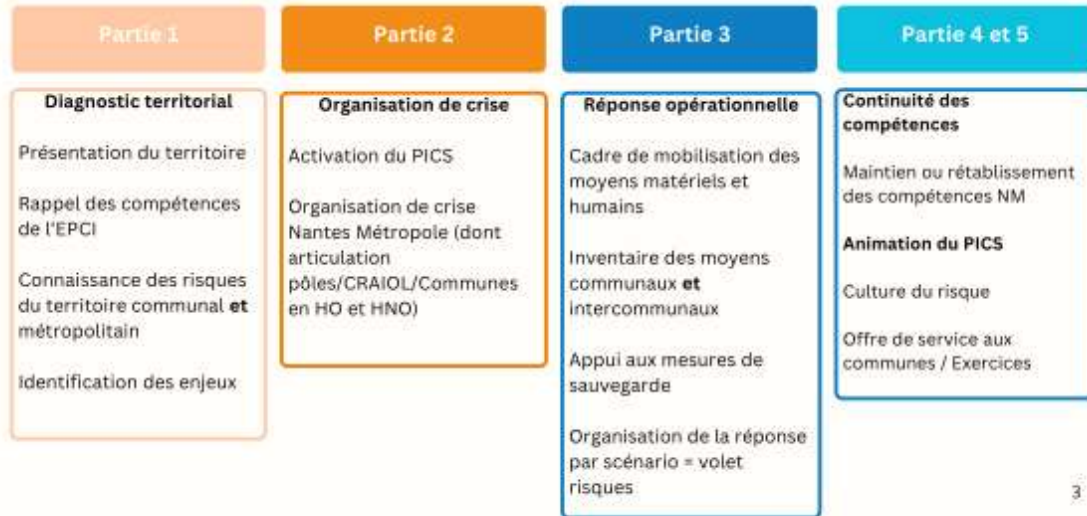 Partie 1
Diagnostic territorial
Présentation du territoire
Rappel des compétences
de l'EPCI
Connaissance des risques
du territoire communal et
métropolitain
Identification des enjeux
Partie 2
Organisation de crise
Activation du PICS
Organisation de crise
Nantes Métropole (dont
articulation
pôles/CRAIOL/Communes
en HO et HNO)
Partie 3
Réponse opérationnelle
Cadre de mobilisation des
moyens matériels et
humains
Inventaire des moyens
communaux et
intercommunaux
Appui aux mesures de
sauvegarde
Organisation de la réponse
par scénario = volet
risques
Partie 4 et 5
Continuité des
compétences
Maintien ou rétablissement
des compétences NM
Animation du PICS
Culture du risque
Offre de service aux
communes / Exercices
3